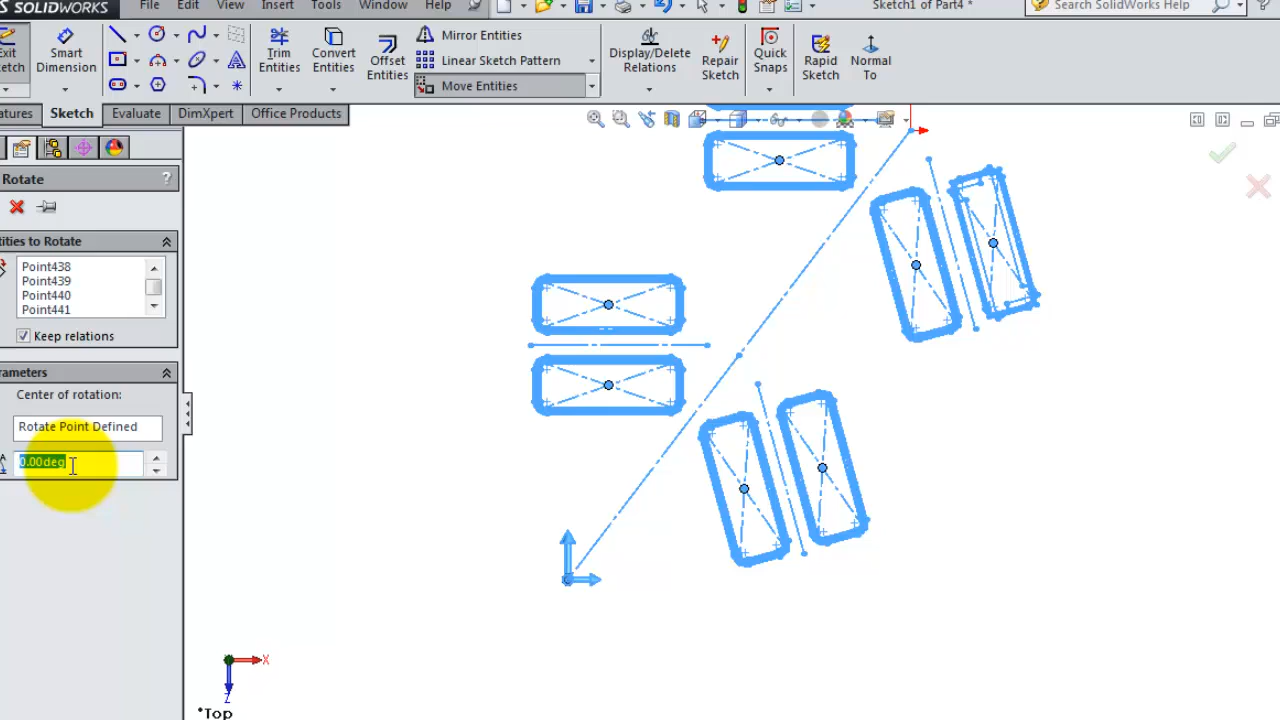 SOLIDWORKS
File Edit View Insert Tools Window Help
Sketch1 of Part4 *
Search SolidWorks Help
Exit
Sketch
Smart
Dimension
Trim
Entities
Convert
Entities
Offset
Entities
Mirror Entities
Linear Sketch Pattern
Move Entities
Display/Delete
Relations
Repair
Sketch
Quick
Snaps
Rapid
Sketch
Normal
To
atures Sketch Evaluate DimXpert Office Products
Rotate ?
tities to Rotate
Point438
Point439
Point440
Point441
Keep relations
rameters
Center of rotation:
Rotate Point Defined
0.00deg
X
Z
*Top